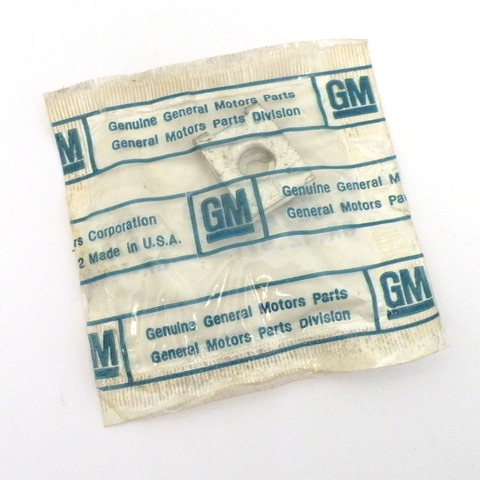 GM
Genuine General Motors Parts
General Motors Parts Division
GM
rs Corporation
2 Made in U.S.A.
GM
Genuine General M
General Motors Pa
GM
Genuine General Motors Parts
General Motors Parts Division
GM